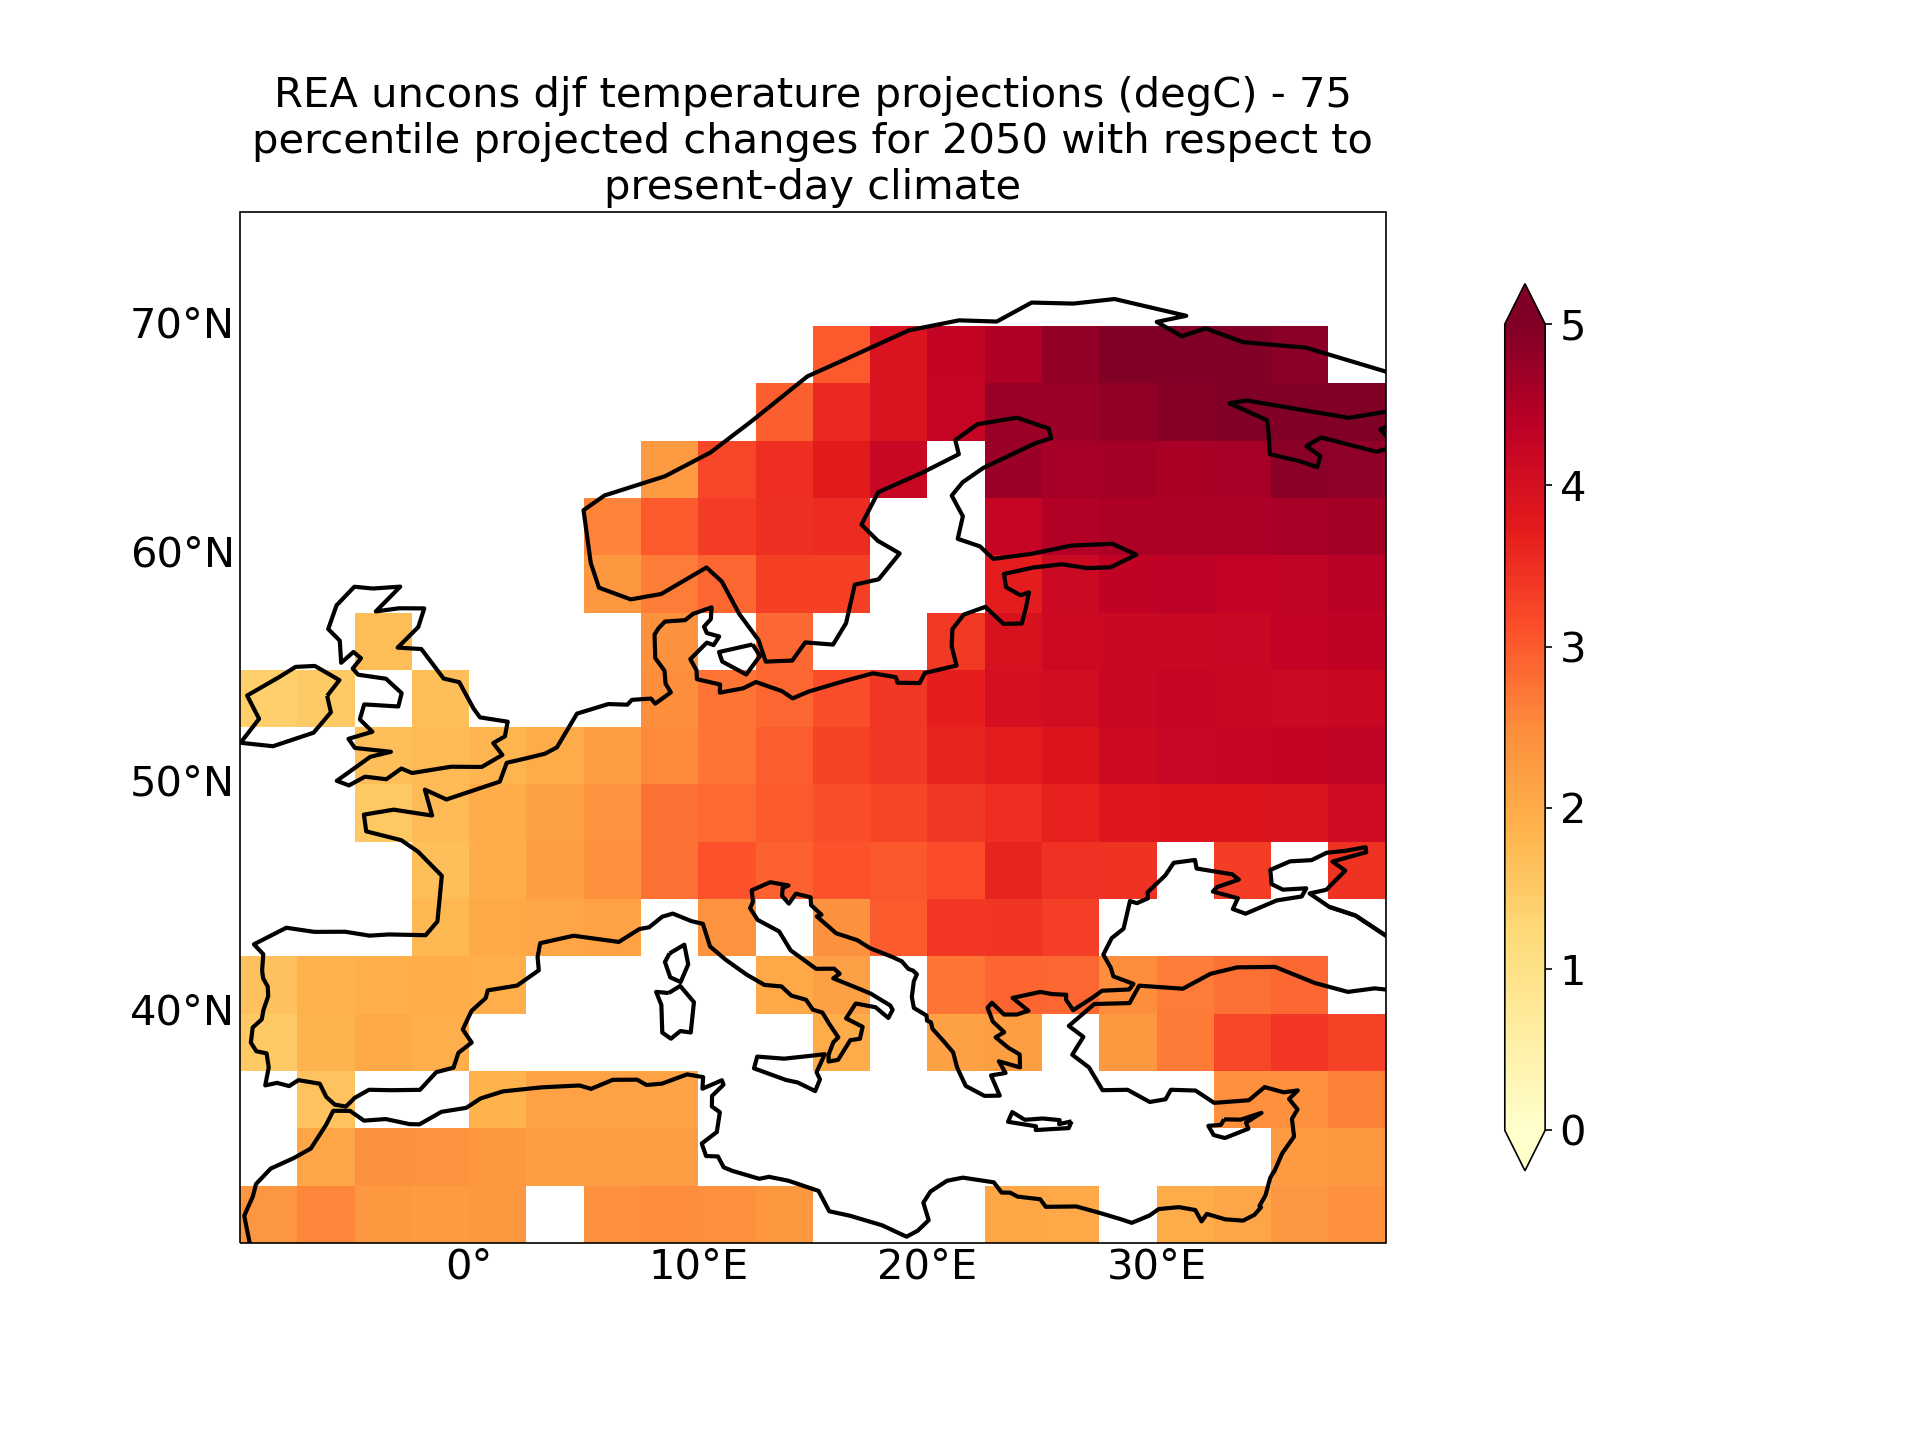 REA uncons djf temperature projections (degC) - 75
percentile projected changes for 2050 with respect to
present-day climate
70°N
60°N
50°N
40°N
0°
10°E
20°E
30°E
5
4
3
2
1
0